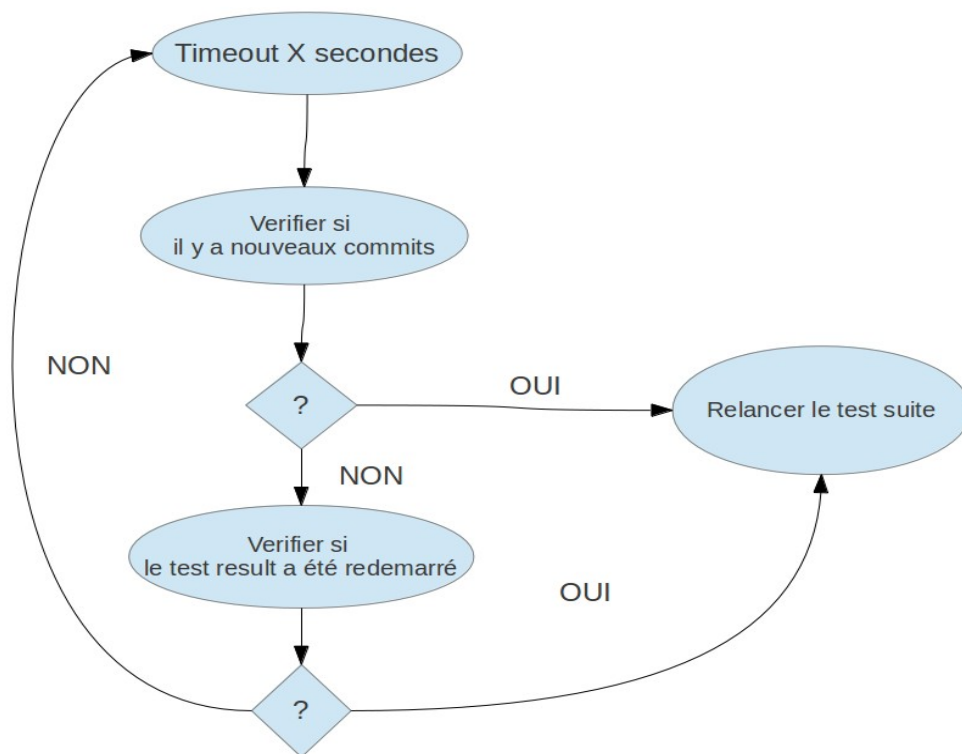 Timeout X secondes
Verifier si
il y a nouveaux commits
NON
?
OUI
Relancer le test suite
NON
Verifier si
le test result a été redemarré
OUI
?